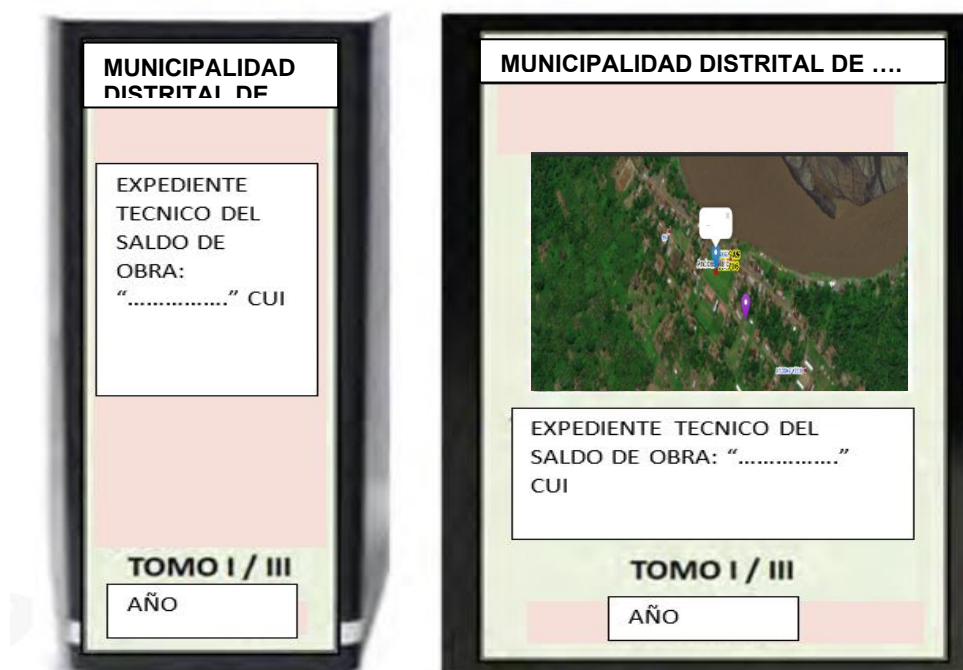 MUNICIPALIDAD
DISTRITAL DE
EXPEDIENTE
TECNICO DEL
SALDO DE
OBRA:
“…………….” CUI
TOMO I / III
AÑO
MUNICIPALIDAD DISTRITAL DE ….
EXPEDIENTE TECNICO DEL
SALDO DE OBRA: “…………….”
CUI
TOMO I / III
AÑO